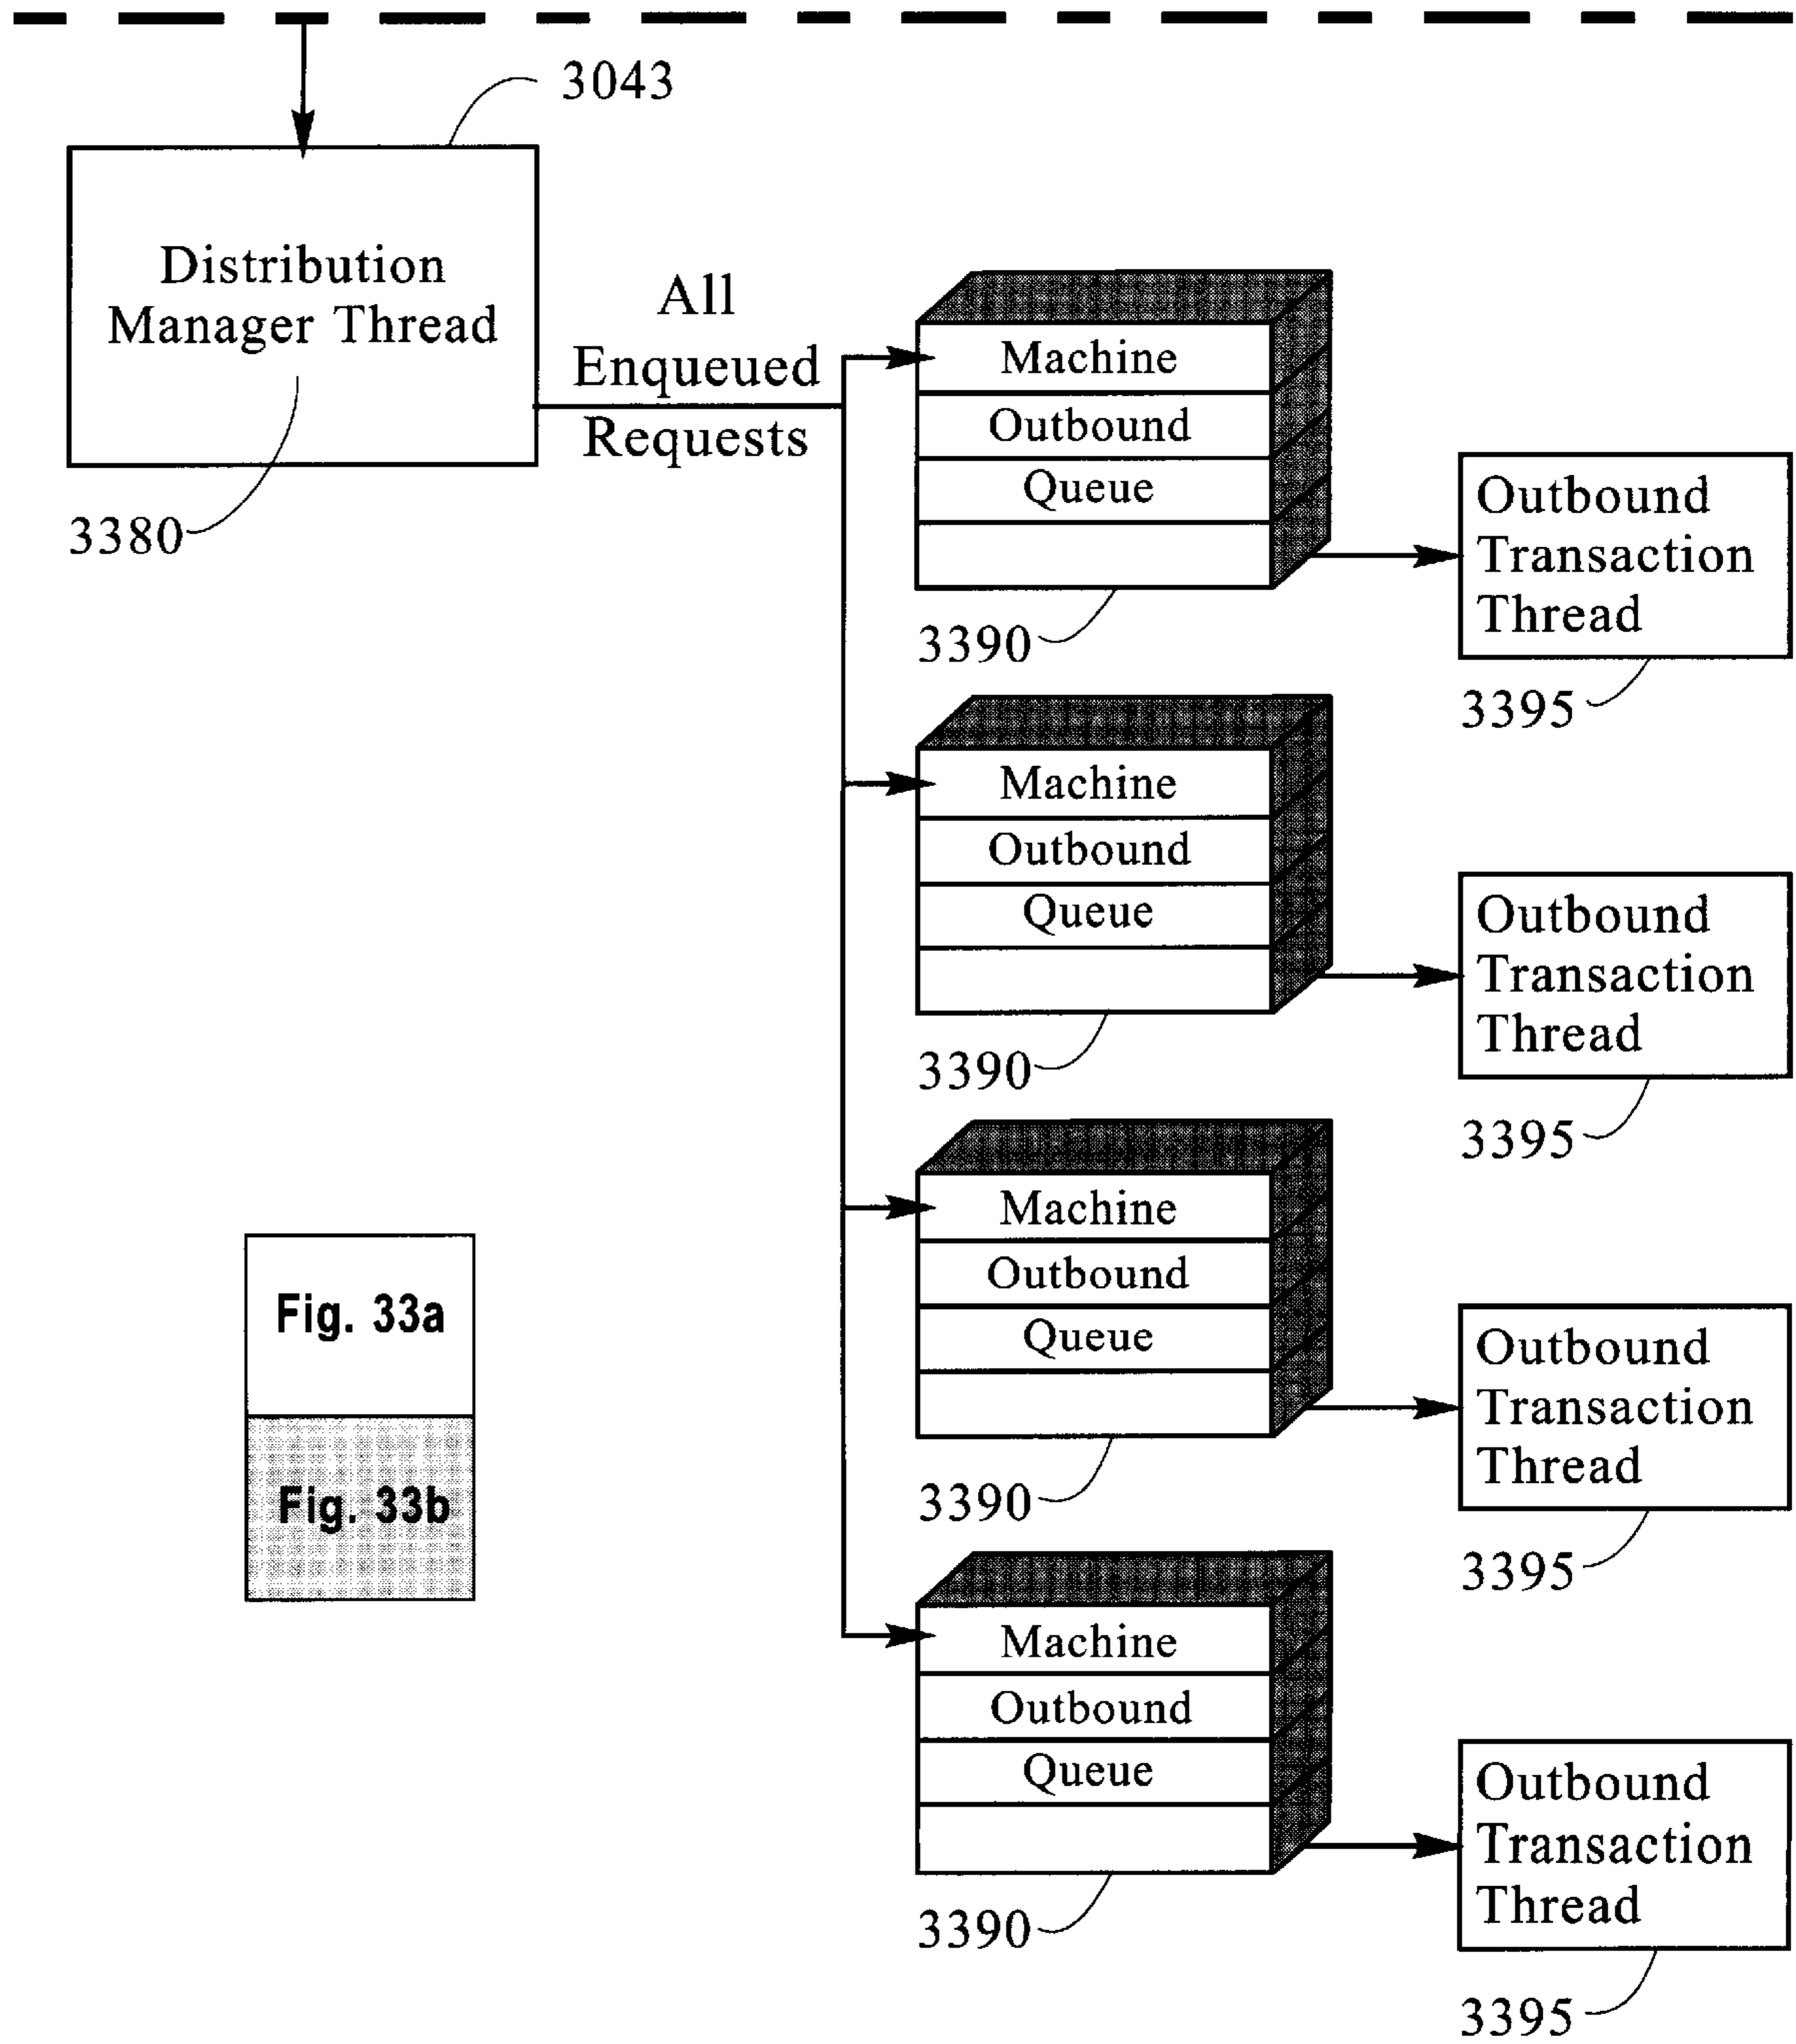 3043
Distribution
Manager Thread
3380
All
Enqueued
Requests
Machine
Outbound
Queue
3390
Outbound
Transaction
Thread
3395
Machine
Outbound
Queue
3390
Outbound
Transaction
Thread
3395
Machine
Outbound
Queue
3390
Outbound
Transaction
Thread
3395
Machine
Outbound
Queue
3390
Outbound
Transaction
Thread
3395
Fig. 33a
Fig. 33b